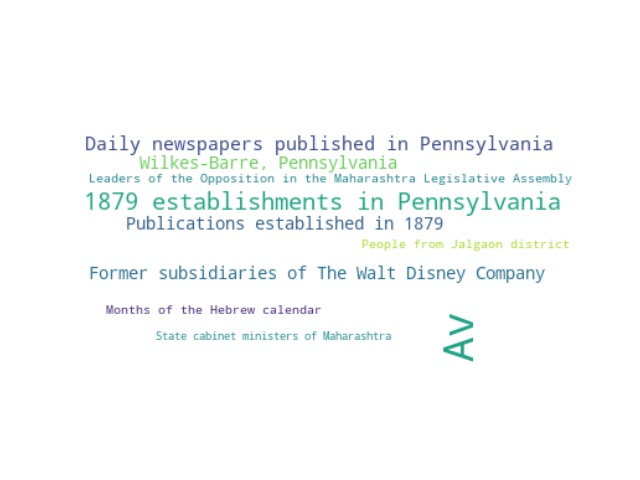 Daily newspapers published in Pennsylvania
Wilkes-Barre, Pennsylvania
Leaders of the Opposition in the Maharashtra Legislative Assembly
1879 establishments in Pennsylvania
Publications established in 1879
People from Jalgaon district
Former subsidiaries of The Walt Disney Company
Months of the Hebrew calendar
Av
State cabinet ministers of Maharashtra